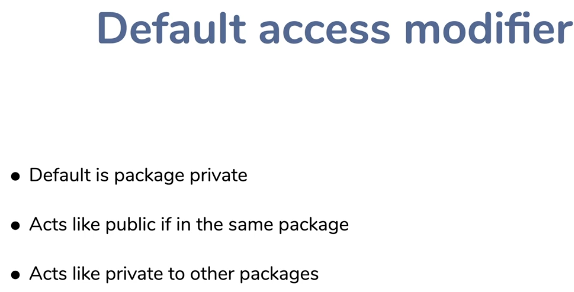 Default access modifier
● Default is package private
● Acts like public if in the same package
● Acts like private to other packages